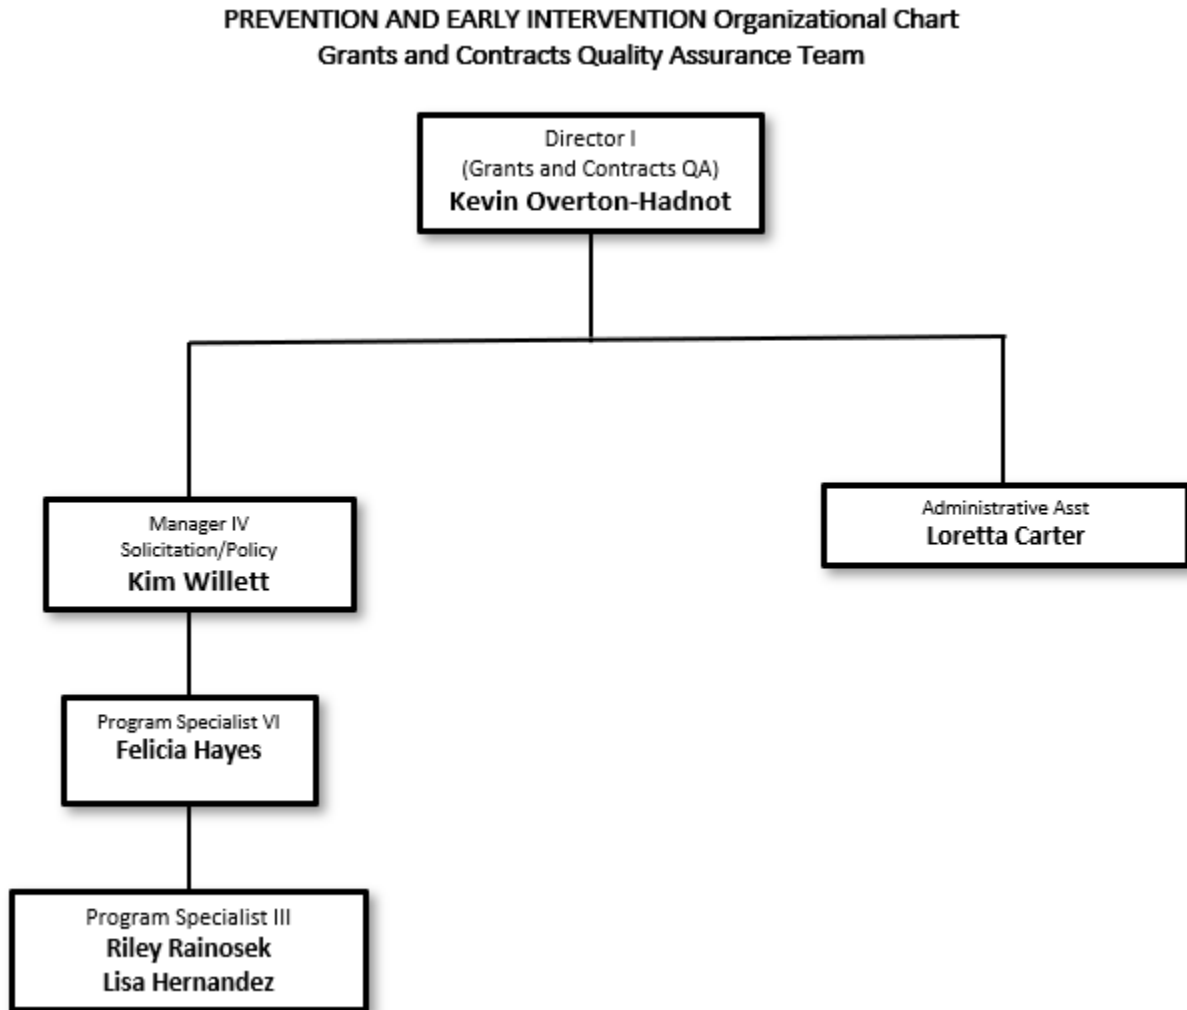 PREVENTION AND EARLY INTERVENTION Organizational Chart
Grants and Contracts Quality Assurance Team
Director I
(Grants and Contracts QA)
Kevin Overton-Hadnot
Manager IV
Solicitation/Policy
Kim Willett
Administrative Asst
Loretta Carter
Program Specialist VI
Felicia Hayes
Program Specialist III
Riley Rainosek
Lisa Hernandez